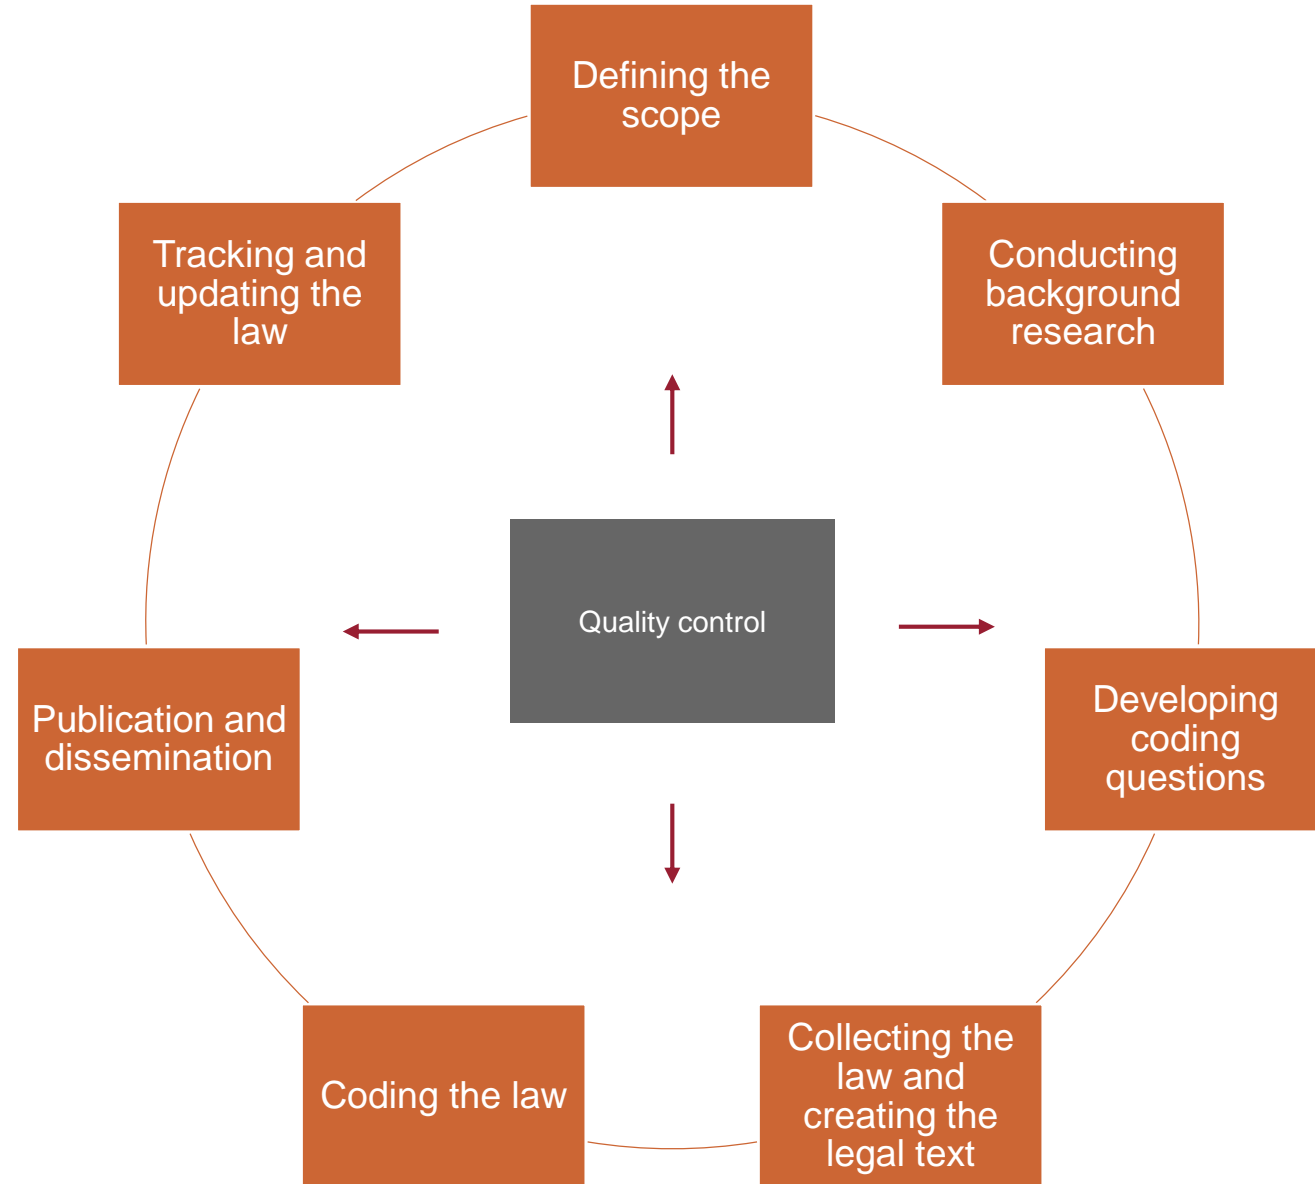 Defining the
scope
Conducting
background
research
Developing
coding
questions
Collecting the
law and
creating the
legal text
Coding the law
Publication and
dissemination
Tracking and
updating the
law
Quality control